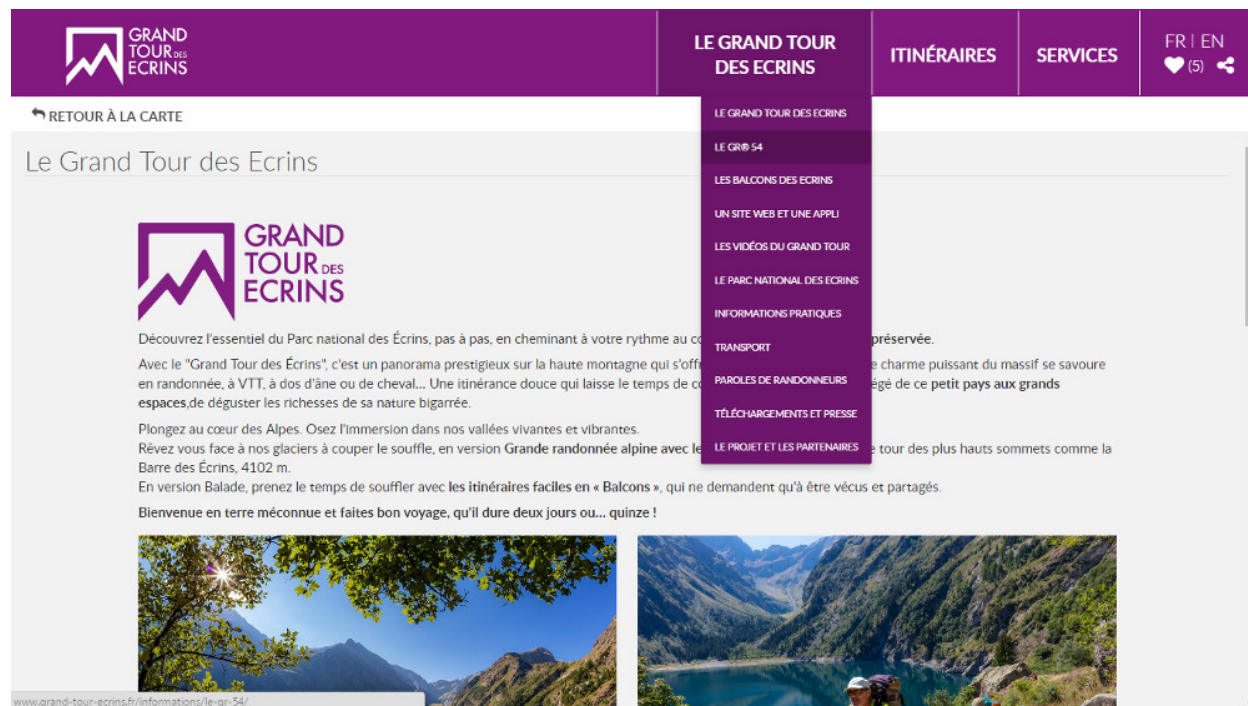 GRAND
TOUR DES
ECRINS
LE GRAND TOUR
DES ECRINS
ITINÉRAIRES
SERVICES
FR | EN
(5)
RETOUR À LA CARTE
LE GRAND TOUR DES ECRINS
LE GR® 54
LES BALCONS DES ECRINS
UN SITE WEB ET UNE APPLI
LES VIDÉOS DU GRAND TOUR
LE PARC NATIONAL DES ECRINS
INFORMATIONS PRATIQUES
TRANSPORT
PAROLES DE RANDONNEURS
TÉLÉCHARGEMENTS ET PRESSE
LE PROJET ET LES PARTENAIRES
Le Grand Tour des Ecrins
GRAND
TOUR DES
ECRINS
Découvrez l'essentiel du Parc national des Écrins, pas à pas, en cheminant à votre rythme au préservée.
Avec le "Grand Tour des Écrins", c'est un panorama prestigieux sur la haute montagne qui charme puissant du massif se savoure
en randonnée, à VTT, à dos d'âne ou de cheval... Une itinérance douce qui laisse le temps de de ce petit pays aux grands
espaces,de déguster les richesses de sa nature bigarrée.
Plongez au cœur des Alpes. Osez l'immersion dans nos vallées vivantes et vibrantes.
Rêvez vous face à nos glaciers à couper le souffle, en version Grande randonnée alpine avec tour des plus hauts sommets comme la
Barre des Écrins, 4102 m.
En version Balade, prenez le temps de souffler avec les itinéraires faciles en « Balcons », qui ne demandent qu'à être vécus et partagés.
Bienvenue en terre méconnue et faites bon voyage, qu'il dure deux jours ou... quinze !
www.grand-tour-ecrins.fr/informations/le-gr-54/